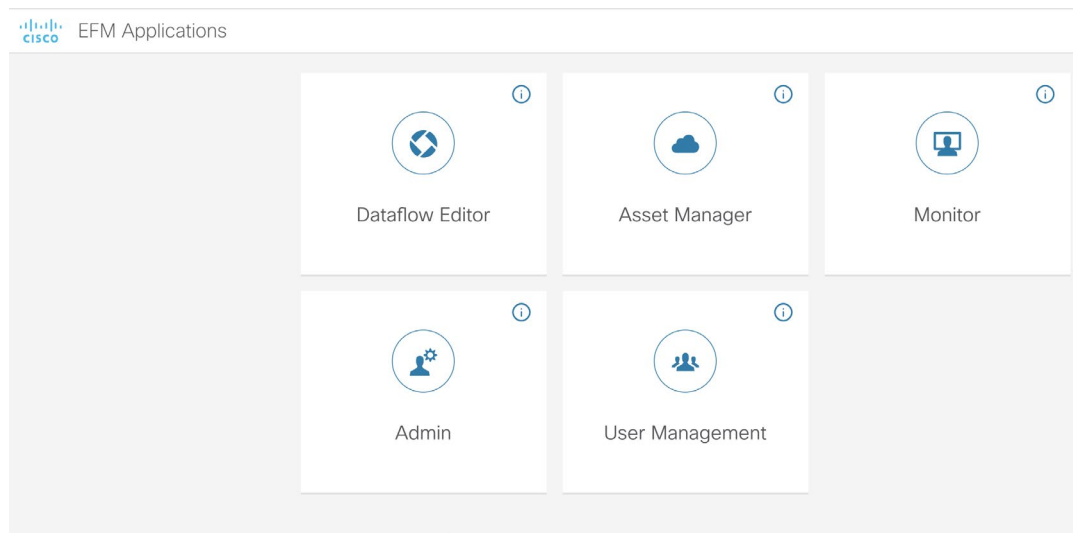 CISCO
EFM Applications
Dataflow Editor
Asset Manager
Monitor
Admin
User Management